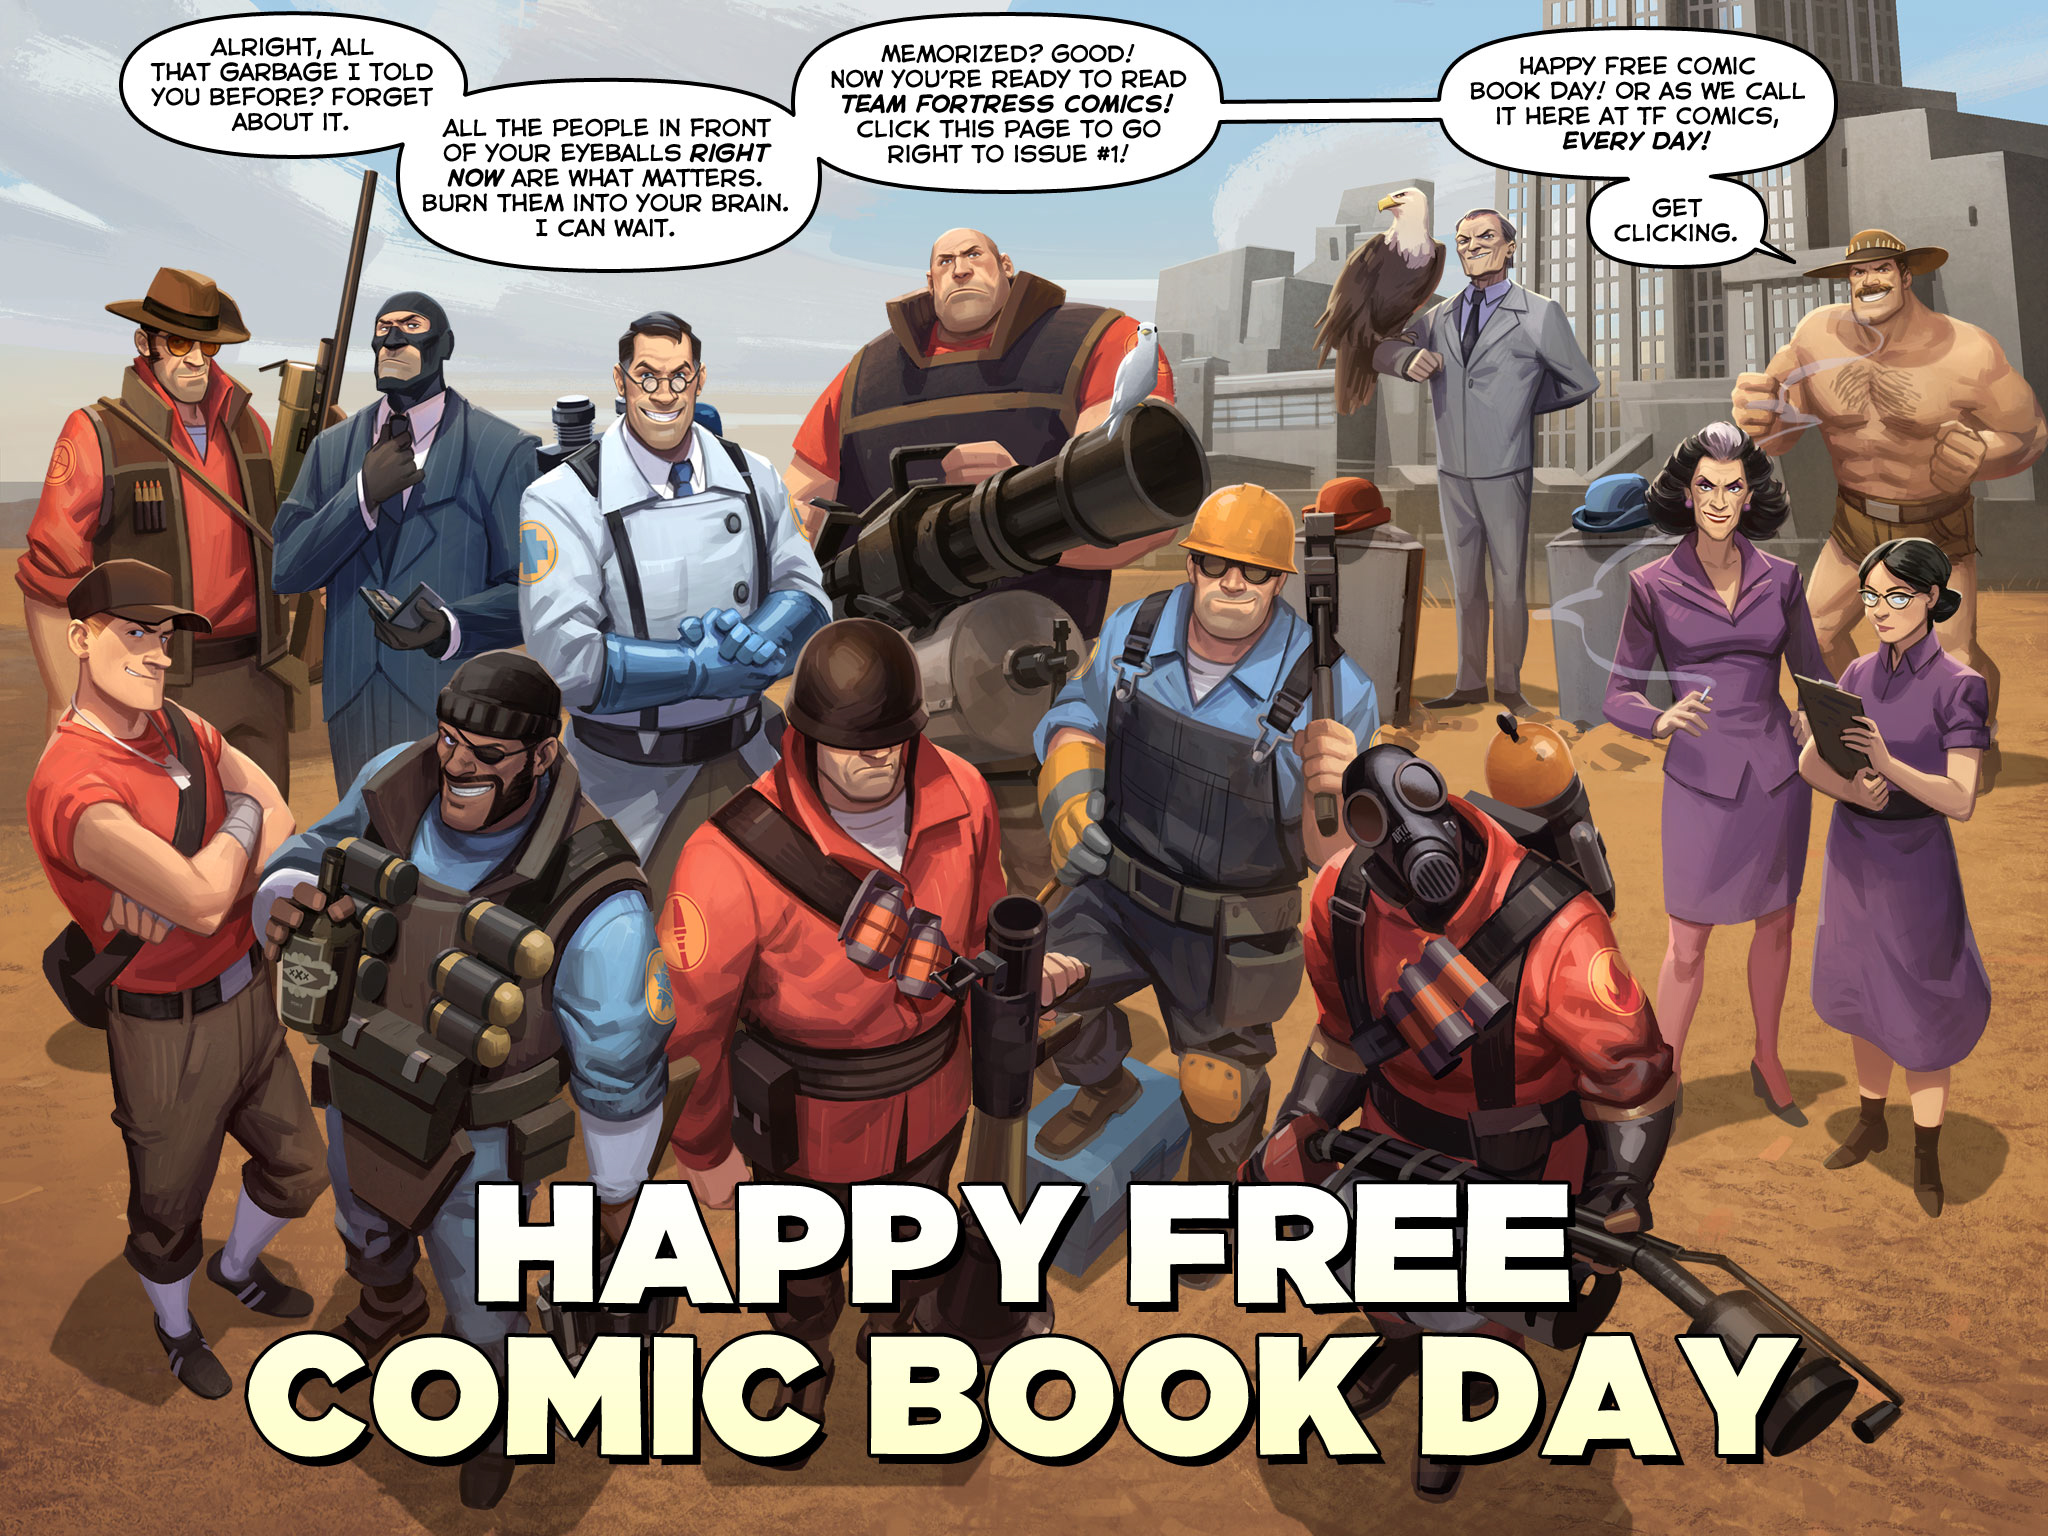 ALRIGHT, ALL
THAT GARBAGE I TOLD
YOU BEFORE? FORGET
ABOUT IT.
ALL THE PEOPLE IN FRONT
OF YOUR EYEBALLS RIGHT
NOW ARE WHAT MATTERS.
BURN THEM INTO YOUR BRAIN.
I CAN WAIT.
MEMORIZED? GOOD!
NOW YOU'RE READY TO READ
TEAM FORTRESS COMICS!
CLICK THIS PAGE TO GO
RIGHT TO ISSUE #1!
HAPPY FREE COMIC
BOOK DAY! OR AS WE CALL
IT HERE AT TF COMICS,
EVERY DAY!
GET
CLICKING.
XXX
HAPPY FREE
COMIC BOOK DAY